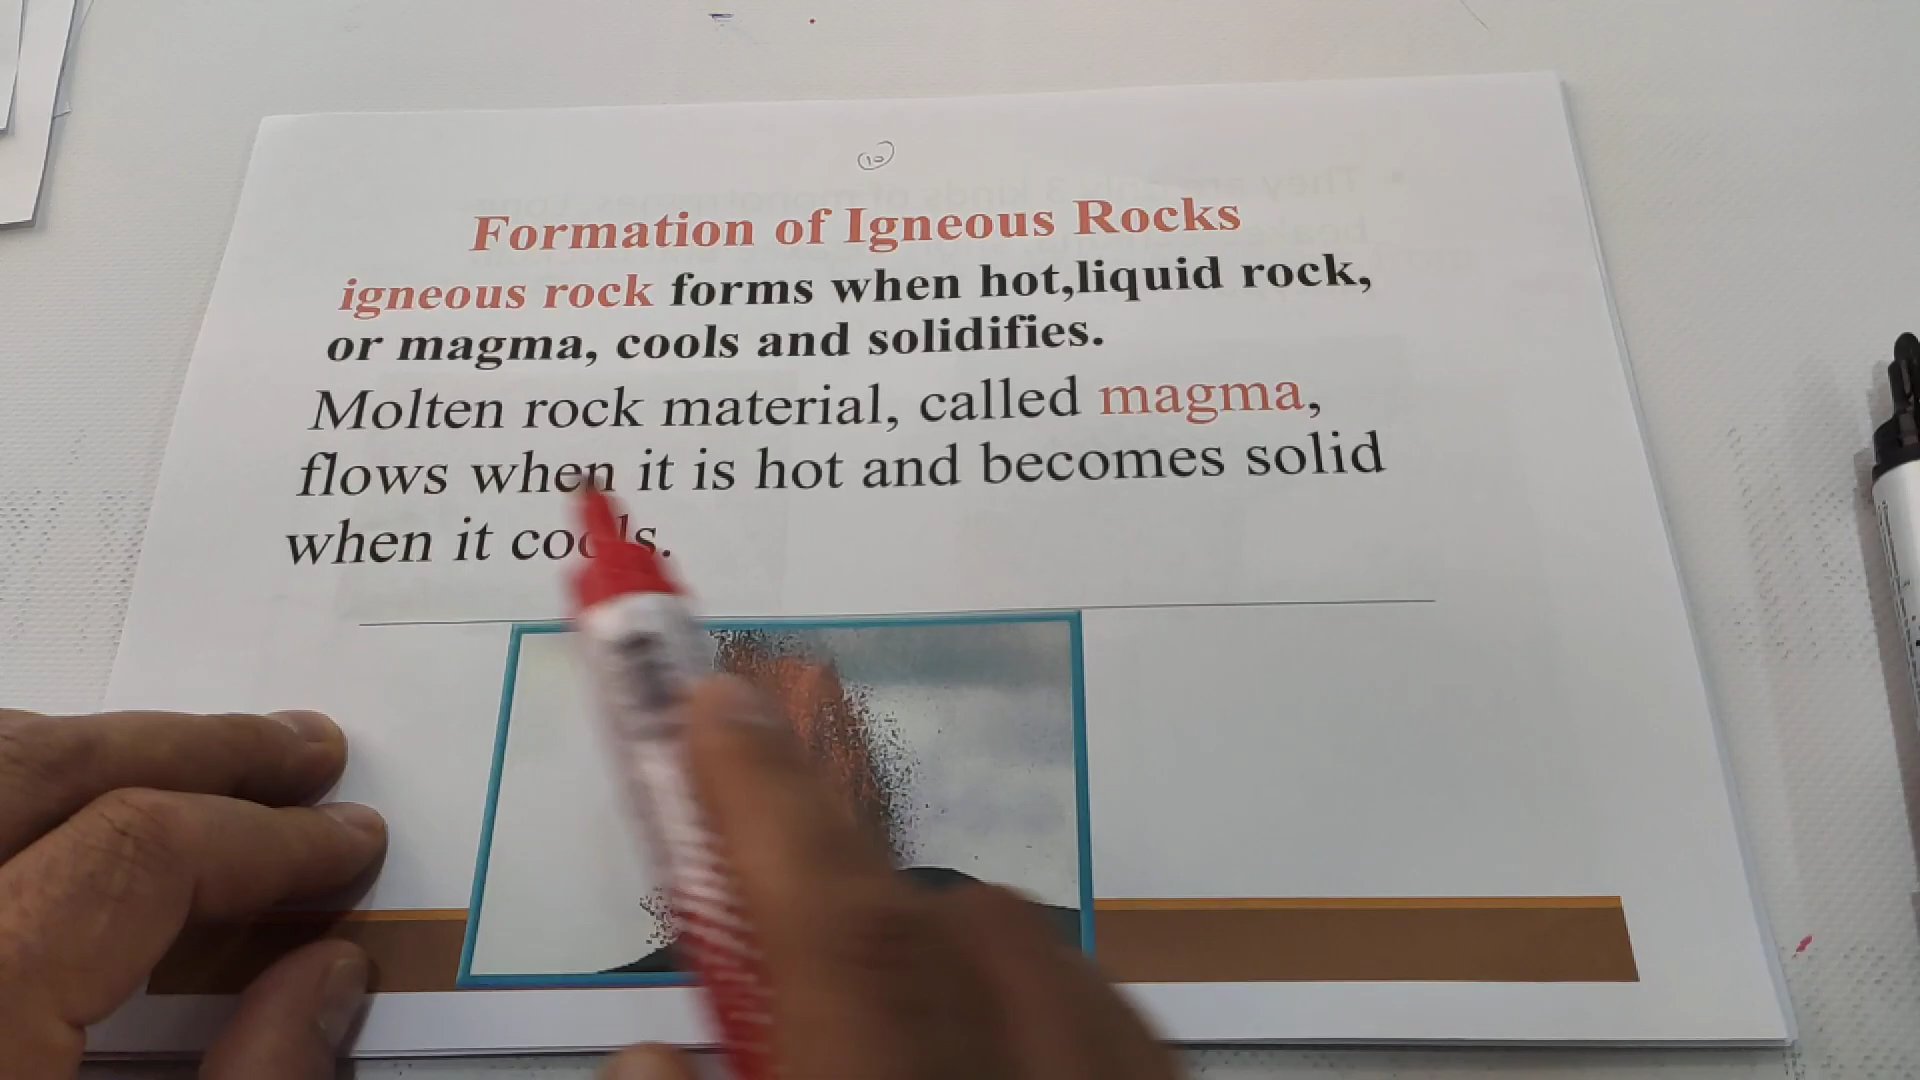 10
Formation of Igneous Rocks
igneous rock forms when hot,liquid rock,
or magma, cools and solidifies.
Molten rock material, called magma,
flows when it is hot and becomes solid
when it cools.